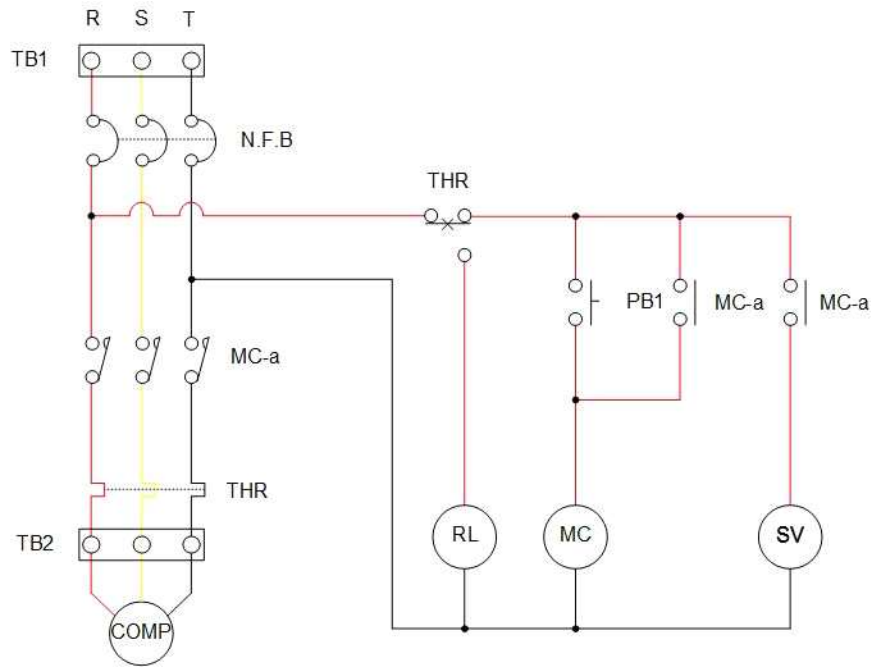 R S T
TB1
N.F.B
THR
PB1 MC-a MC-a
MC-a
THR
TB2
RL MC SV
COMP